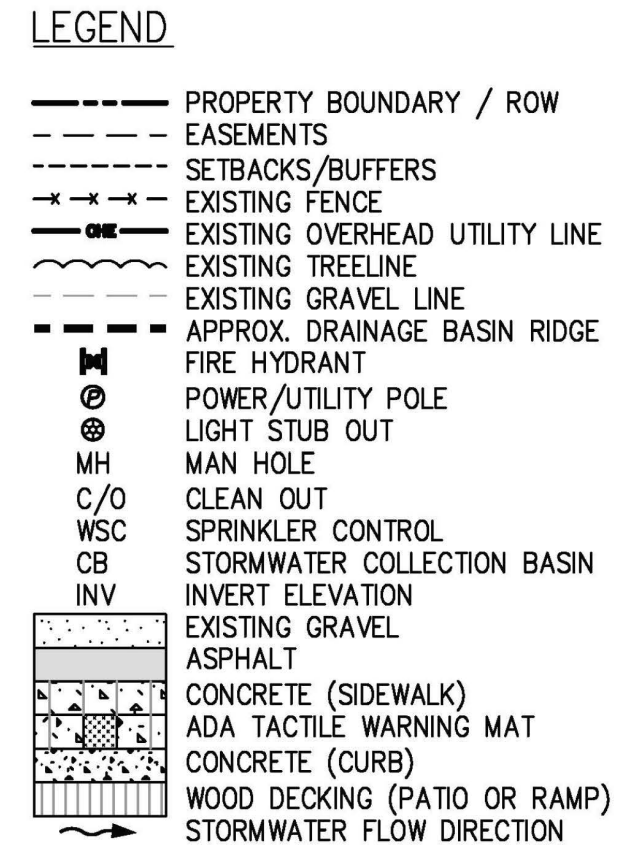 LEGEND
PROPERTY BOUNDARY / ROW
EASEMENTS
SETBACKS/BUFFERS
x x x EXISTING FENCE
OHE EXISTING OVERHEAD UTILITY LINE
EXISTING TREELINE
EXISTING GRAVEL LINE
APPROX. DRAINAGE BASIN RIDGE
FIRE HYDRANT
P POWER/UTILITY POLE
LIGHT STUB OUT
MH MAN HOLE
C/O CLEAN OUT
WSC SPRINKLER CONTROL
CB STORMWATER COLLECTION BASIN
INV INVERT ELEVATION
EXISTING GRAVEL
ASPHALT
CONCRETE (SIDEWALK)
ADA TACTILE WARNING MAT
CONCRETE (CURB)
WOOD DECKING (PATIO OR RAMP)
STORMWATER FLOW DIRECTION